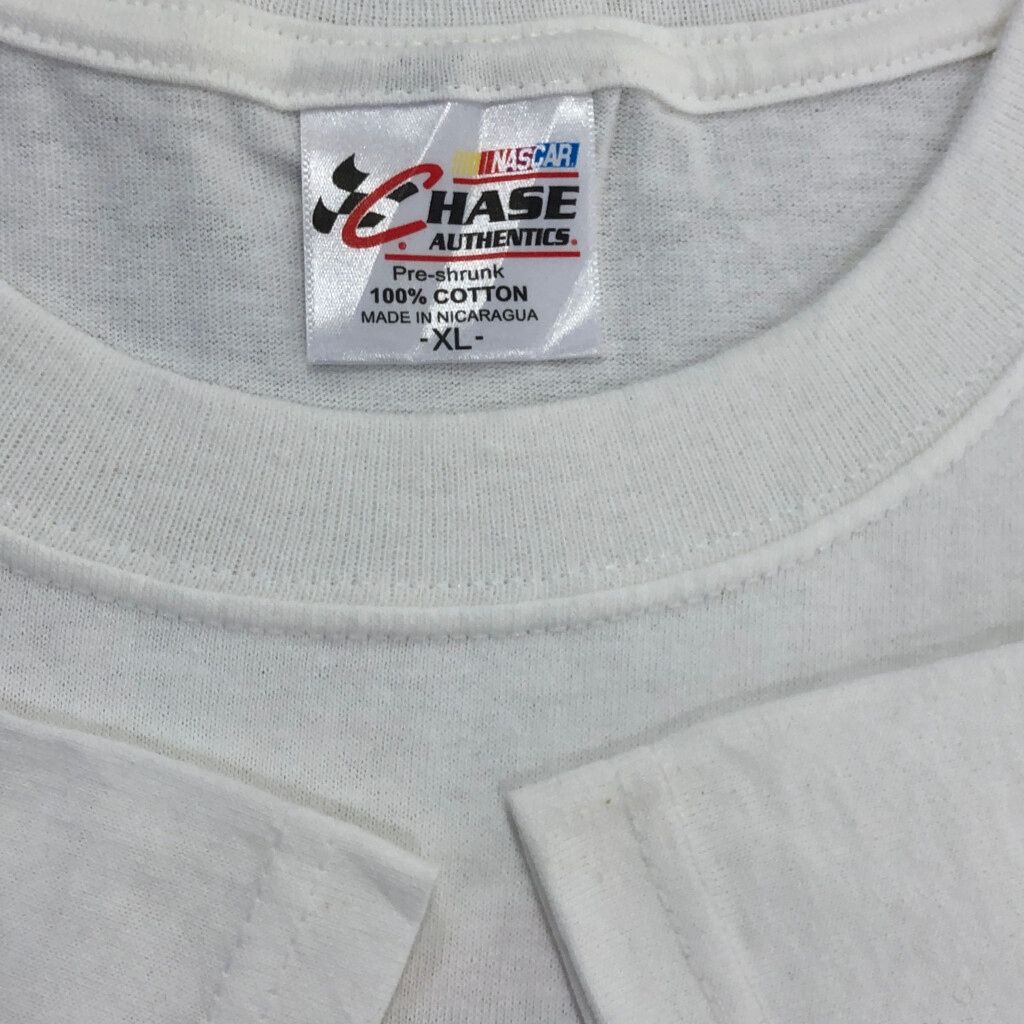 NASCAR
CHASE
AUTHENTICS.
Pre-shrunk
100% COTTON
MADE IN NICARAGUA
-XL-